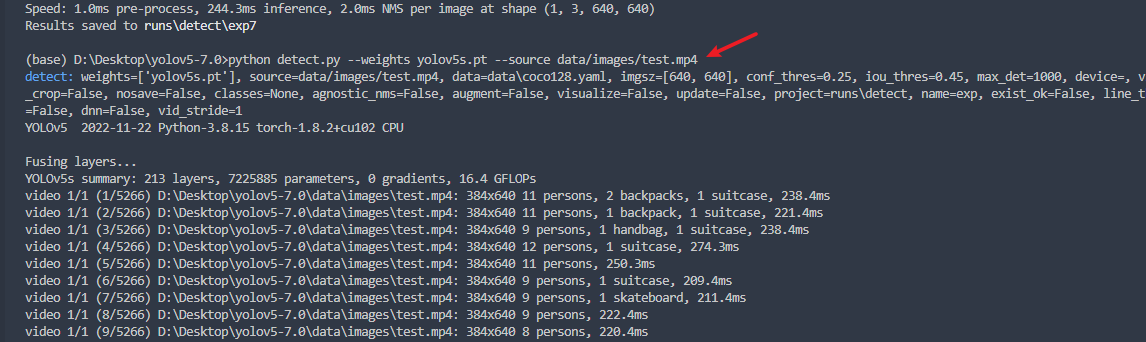 Speed: 1.0ms pre-process, 244.3ms inference, 2.0ms NMS per image at shape (1, 3, 640, 640)
Results saved to runs\detect\exp7
(base) D:\Desktop\yolov5-7.0>python detect.py --weights yolov5s.pt --source data/images/test.mp4
detect: weights=['yolov5s.pt'], source=data/images/test.mp4, data=data\coco128.yaml, imgsz=[640, 640], conf_thres=0.25, iou_thres=0.45, max_det=1000, device=, v
_crop=False, nosave=False, classes=None, agnostic_nms=False, augment=False, visualize=False, update=False, project=runs\detect, name=exp, exist_ok=False, line_t
=False, dnn=False, vid_stride=1
YOLOv5  2022-11-22 Python-3.8.15 torch-1.8.2+cu102 CPU
Fusing layers...
YOLOv5s summary: 213 layers, 7225885 parameters, 0 gradients, 16.4 GFLOPs
video 1/1 (1/5266) D:\Desktop\yolov5-7.0\data\images\test.mp4: 384x640 11 persons, 2 backpacks, 1 suitcase, 238.4ms
video 1/1 (2/5266) D:\Desktop\yolov5-7.0\data\images\test.mp4: 384x640 11 persons, 1 backpack, 1 suitcase, 221.4ms
video 1/1 (3/5266) D:\Desktop\yolov5-7.0\data\images\test.mp4: 384x640 9 persons, 1 handbag, 1 suitcase, 238.4ms
video 1/1 (4/5266) D:\Desktop\yolov5-7.0\data\images\test.mp4: 384x640 12 persons, 1 suitcase, 274.3ms
video 1/1 (5/5266) D:\Desktop\yolov5-7.0\data\images\test.mp4: 384x640 11 persons, 250.3ms
video 1/1 (6/5266) D:\Desktop\yolov5-7.0\data\images\test.mp4: 384x640 9 persons, 1 suitcase, 209.4ms
video 1/1 (7/5266) D:\Desktop\yolov5-7.0\data\images\test.mp4: 384x640 9 persons, 1 skateboard, 211.4ms
video 1/1 (8/5266) D:\Desktop\yolov5-7.0\data\images\test.mp4: 384x640 9 persons, 222.4ms
video 1/1 (9/5266) D:\Desktop\yolov5-7.0\data\images\test.mp4: 384x640 8 persons, 220.4ms